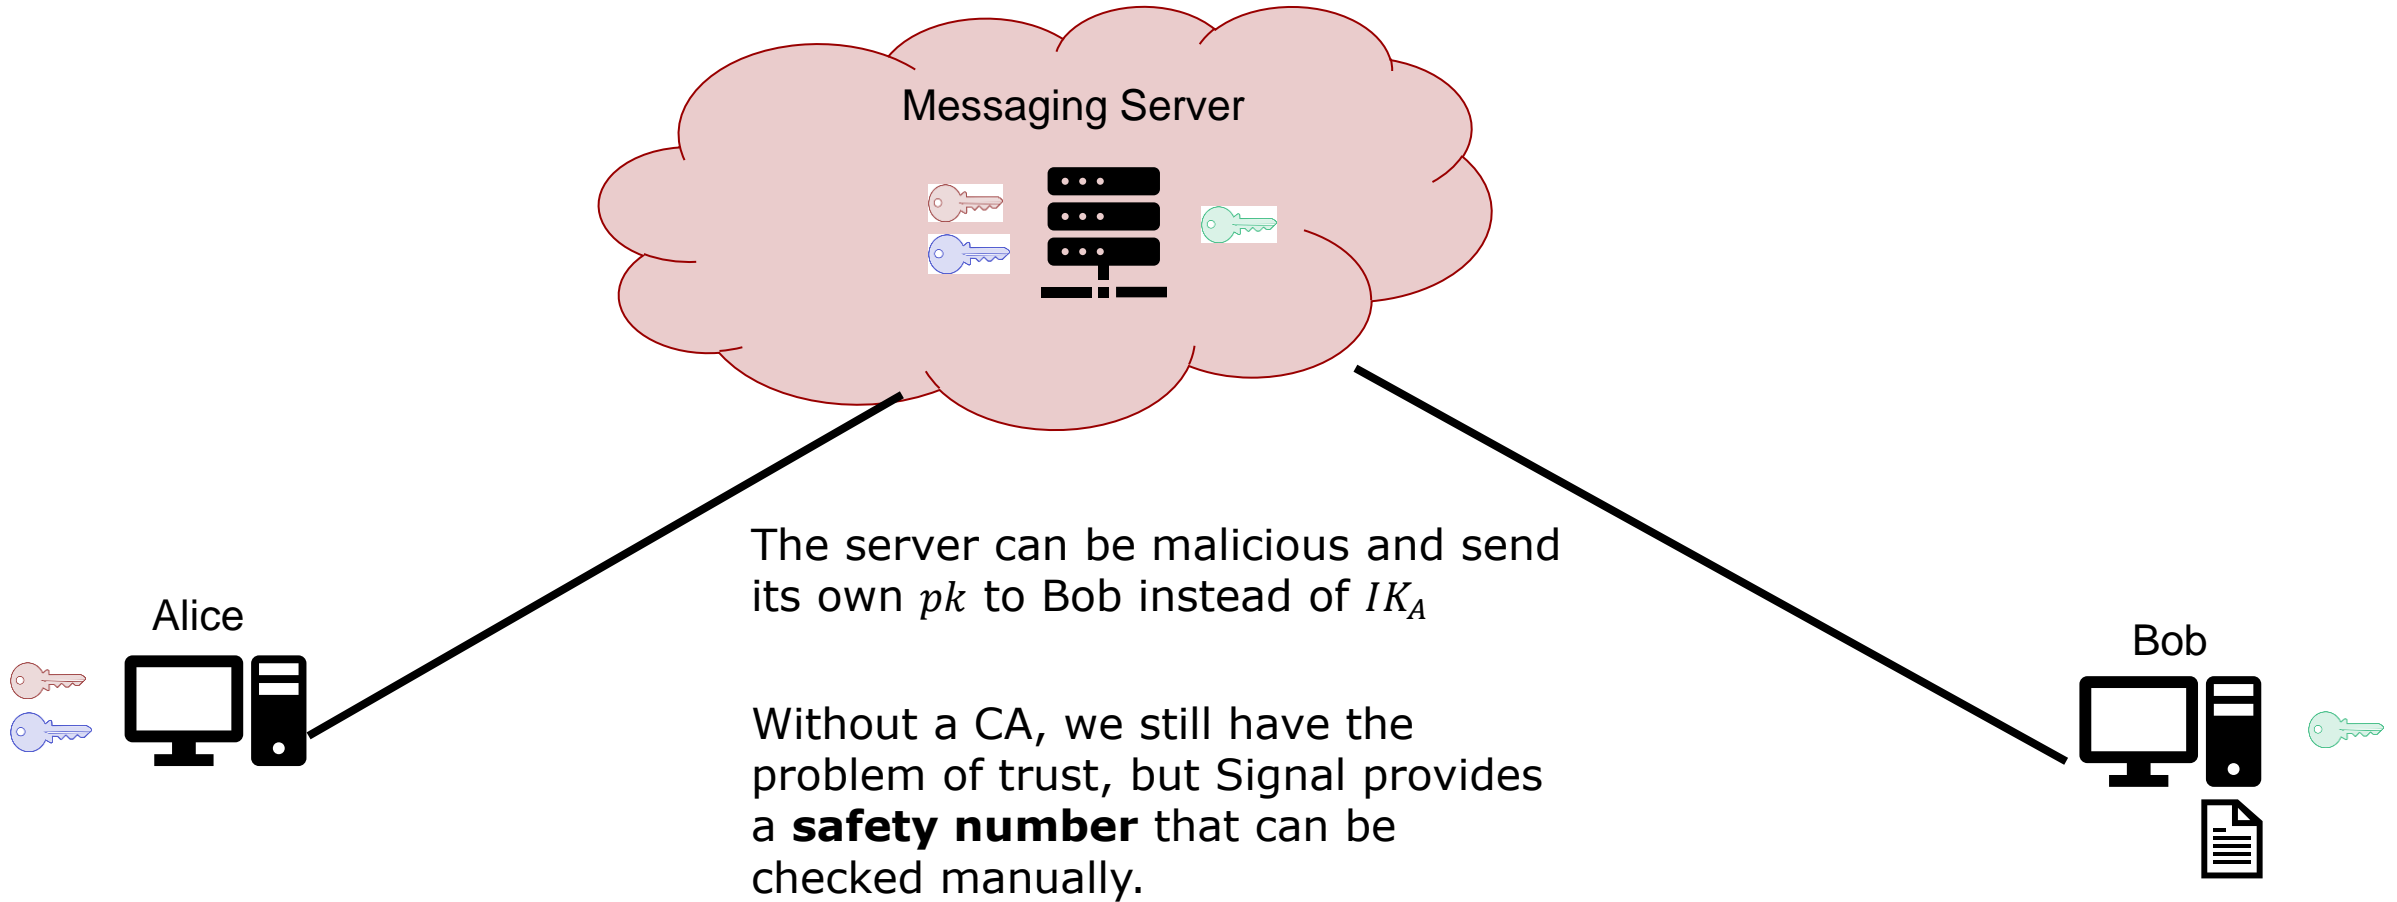 Messaging Server
The server can be malicious and send
its own pk to Bob instead of IK_A
Alice
Bob
Without a CA, we still have the
problem of trust, but Signal provides
a safety number that can be
checked manually.